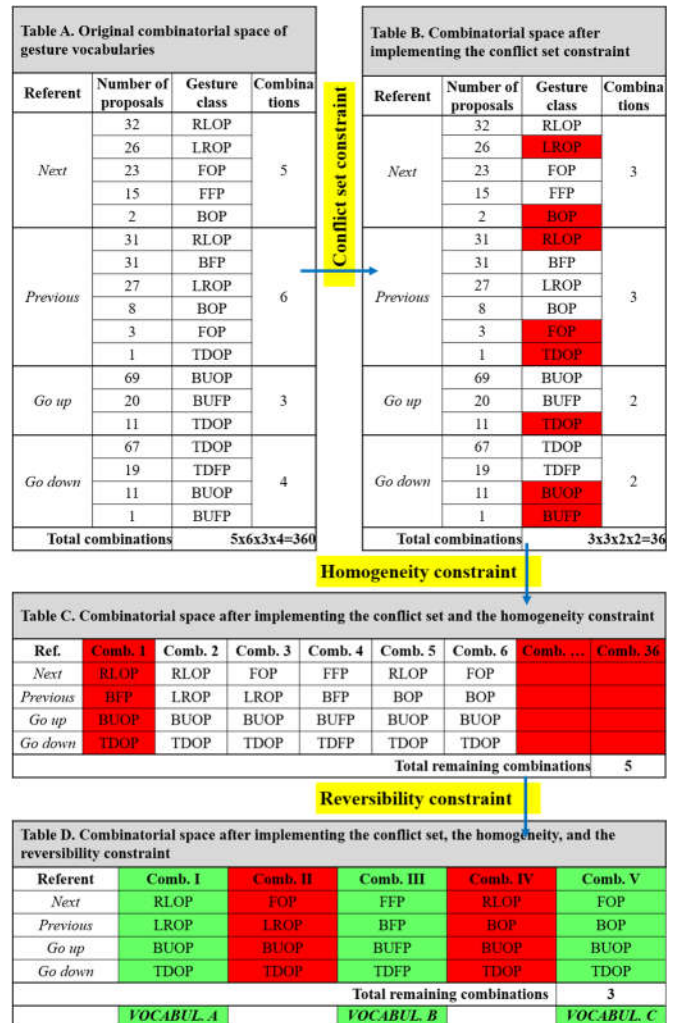 Table A. Original combinatorial space of
gesture vocabularies
Referent Number of proposals Gesture class Combina tions
Next
32 RLOP
26 LROP
23 FOP
15 FFP
2 BOP
5
Previous
31 RLOP
31 BFP
27 LROP
8 BOP
3 FOP
1 TDOP
6
Go up
69 BUOP
20 BUFP
11 TDOP
3
Go down
67 TDOP
19 TDFP
11 BUOP
1 BUFP
4
Total combinations 5x6x3x4=360
Conflict set constraint
Table B. Combinatorial space after
implementing the conflict set constraint
Referent Number of proposals Gesture class Combina tions
Next
32 RLOP
26 LROP
23 FOP
15 FFP
2 BOP
3
Previous
31 RLOP
31 BFP
27 LROP
8 BOP
3 FOP
1 TDOP
3
Go up
69 BUOP
20 BUFP
11 TDOP
2
Go down
67 TDOP
19 TDFP
11 BUOP
1 BUFP
2
Total combinations 3x3x2x2=36
Homogeneity constraint
Table C. Combinatorial space after implementing the conflict set and the homogeneity constraint
Ref. Comb. 1 Comb. 2 Comb. 3 Comb. 4 Comb. 5 Comb. 6 Comb. … Comb. 36
Next RLOP RLOP FOP FFP RLOP FOP
Previous BFP LROP LROP BFP BOP BOP
Go up BUOP BUOP BUOP BUFP BUOP BUOP
Go down TDOP TDOP TDOP TDFP TDOP TDOP
Total remaining combinations 5
Reversibility constraint
Table D. Combinatorial space after implementing the conflict set, the homogeneity, and the
reversibility constraint
Referent Comb. I Comb. II Comb. III Comb. IV Comb. V
Next RLOP FOP FFP RLOP FOP
Previous LROP LROP BFP BOP BOP
Go up BUOP BUOP BUFP BUOP BUOP
Go down TDOP TDOP TDFP TDOP TDOP
Total remaining combinations 3
VOCABUL. A VOCABUL. B VOCABUL. C